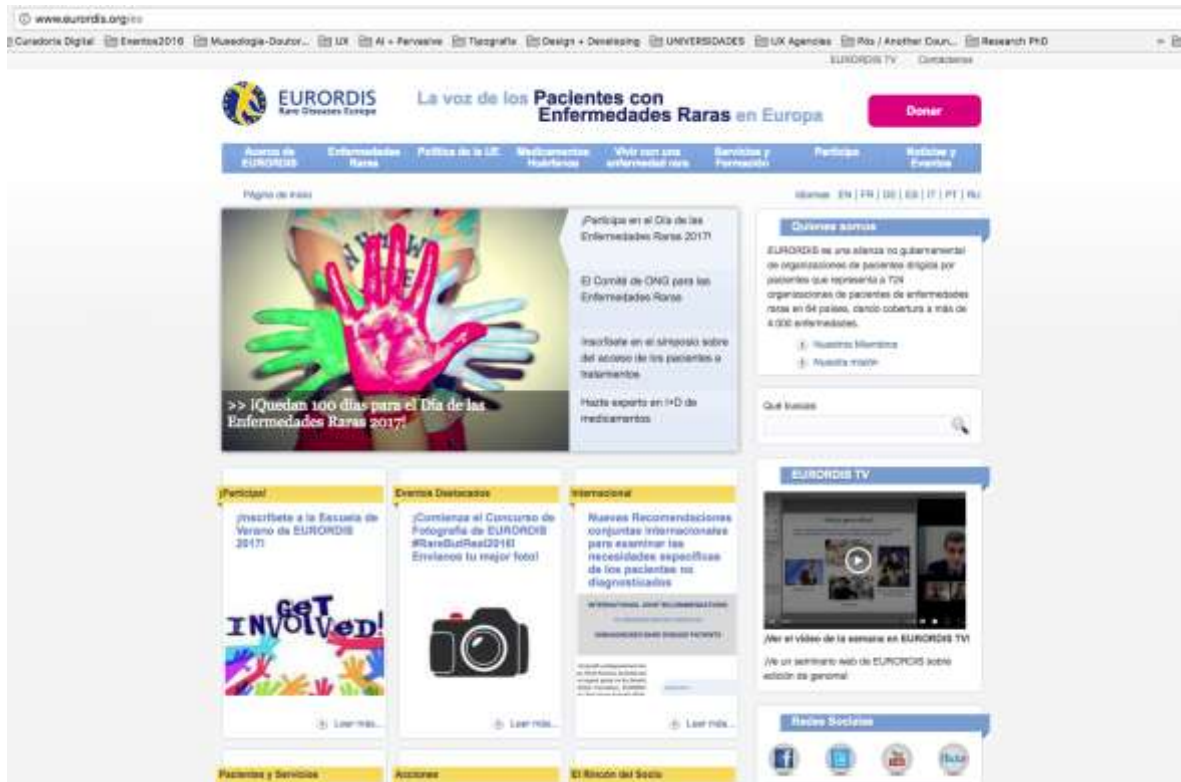 www.eurordis.org/es
Curadoria Digital
Eventos2016
Museologia-Doutor...
UX
AI + Pervasive
Tipografia
Design + Developing
UNIVERSIDADES
UX Agencies
Pós / Another Coun...
Research PhD
EURORDIS TV
Contáctenos
EURORDIS
Rare Diseases Europe
La voz de los Pacientes con
Enfermedades Raras en Europa
Donar
Acerca de
EURORDIS
Enfermedades
Raras
Política de la UE
Medicamentos
Huérfanos
Vivir con una
enfermedad rara
Servicios y
Formación
Participa
Noticias y
Eventos
Página de inicio
Idiomas EN | FR | DE | ES | IT | PT | RU
>> ¡Quedan 100 días para el Día de las
Enfermedades Raras 2017!
¡Participa en el Día de las
Enfermedades Raras 2017!
El Comité de ONG para las
Enfermedades Raras
Inscríbete en el simposio sobre
del acceso de los pacientes a
tratamientos
Hazte experto en I+D de
medicamentos
Quienes somos
EURORDIS es una alianza no gubernamental
de organizaciones de pacientes dirigida por
pacientes que representa a 724
organizaciones de pacientes de enfermedades
raras en 64 países, dando cobertura a más de
4.000 enfermedades.
Nuestros Miembros
Nuestra misión
Qué buscas
EURORDIS TV
¡Ver el vídeo de la semana en EURORDIS TV!
¡Ve un seminario web de EURORDIS sobre
edición de genoma!
Redes Sociales
¡Participa!
¡Inscríbete a la Escuela de
Verano de EURORDIS
2017!
GET
INVOLVED!
Leer más...
Eventos Destacados
¡Comienza el Concurso de
Fotografía de EURORDIS
#RareButReal2016!
Envíanos tu mejor foto!
Leer más...
Internacional
Nuevas Recomendaciones
conjuntas internacionales
para examinar las
necesidades específicas
de los pacientes no
diagnosticados
INTERNATIONAL JOINT RECOMMENDATIONS
Leer más...
Pacientes y Servicios
Acciones
El Rincón del Socio